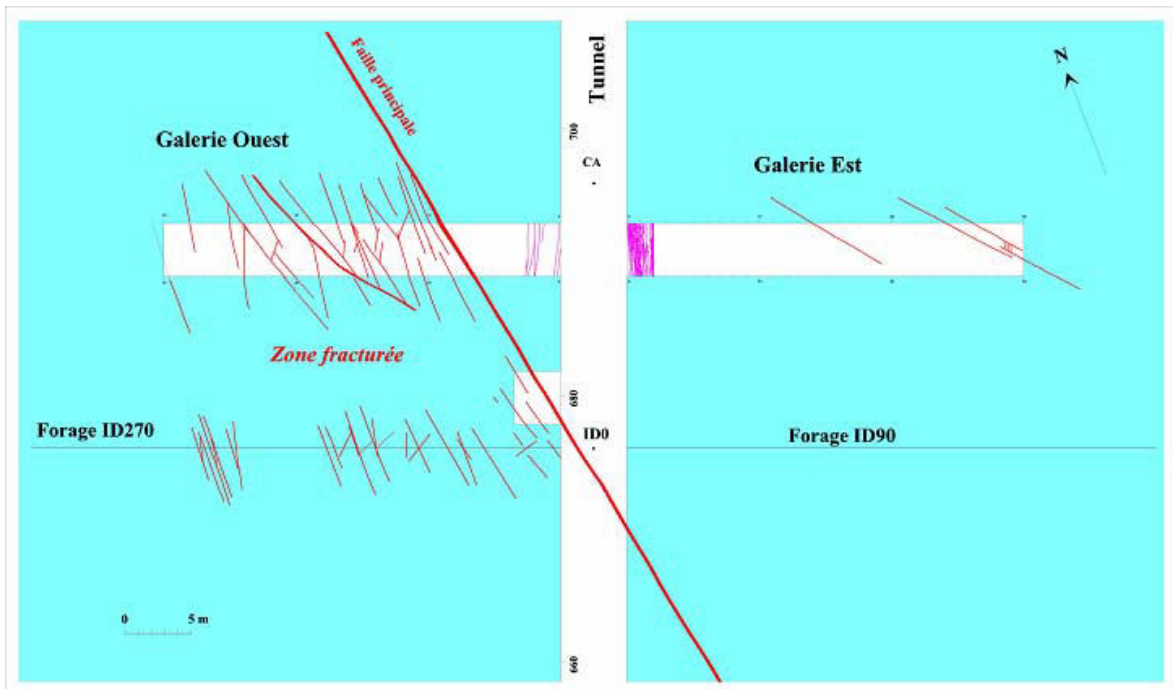 Tunnel
N
Faille principale
700
Galerie Ouest
CA
Galerie Est
Zone fracturée
680
Forage ID270
ID0
Forage ID90
0 5 m
660